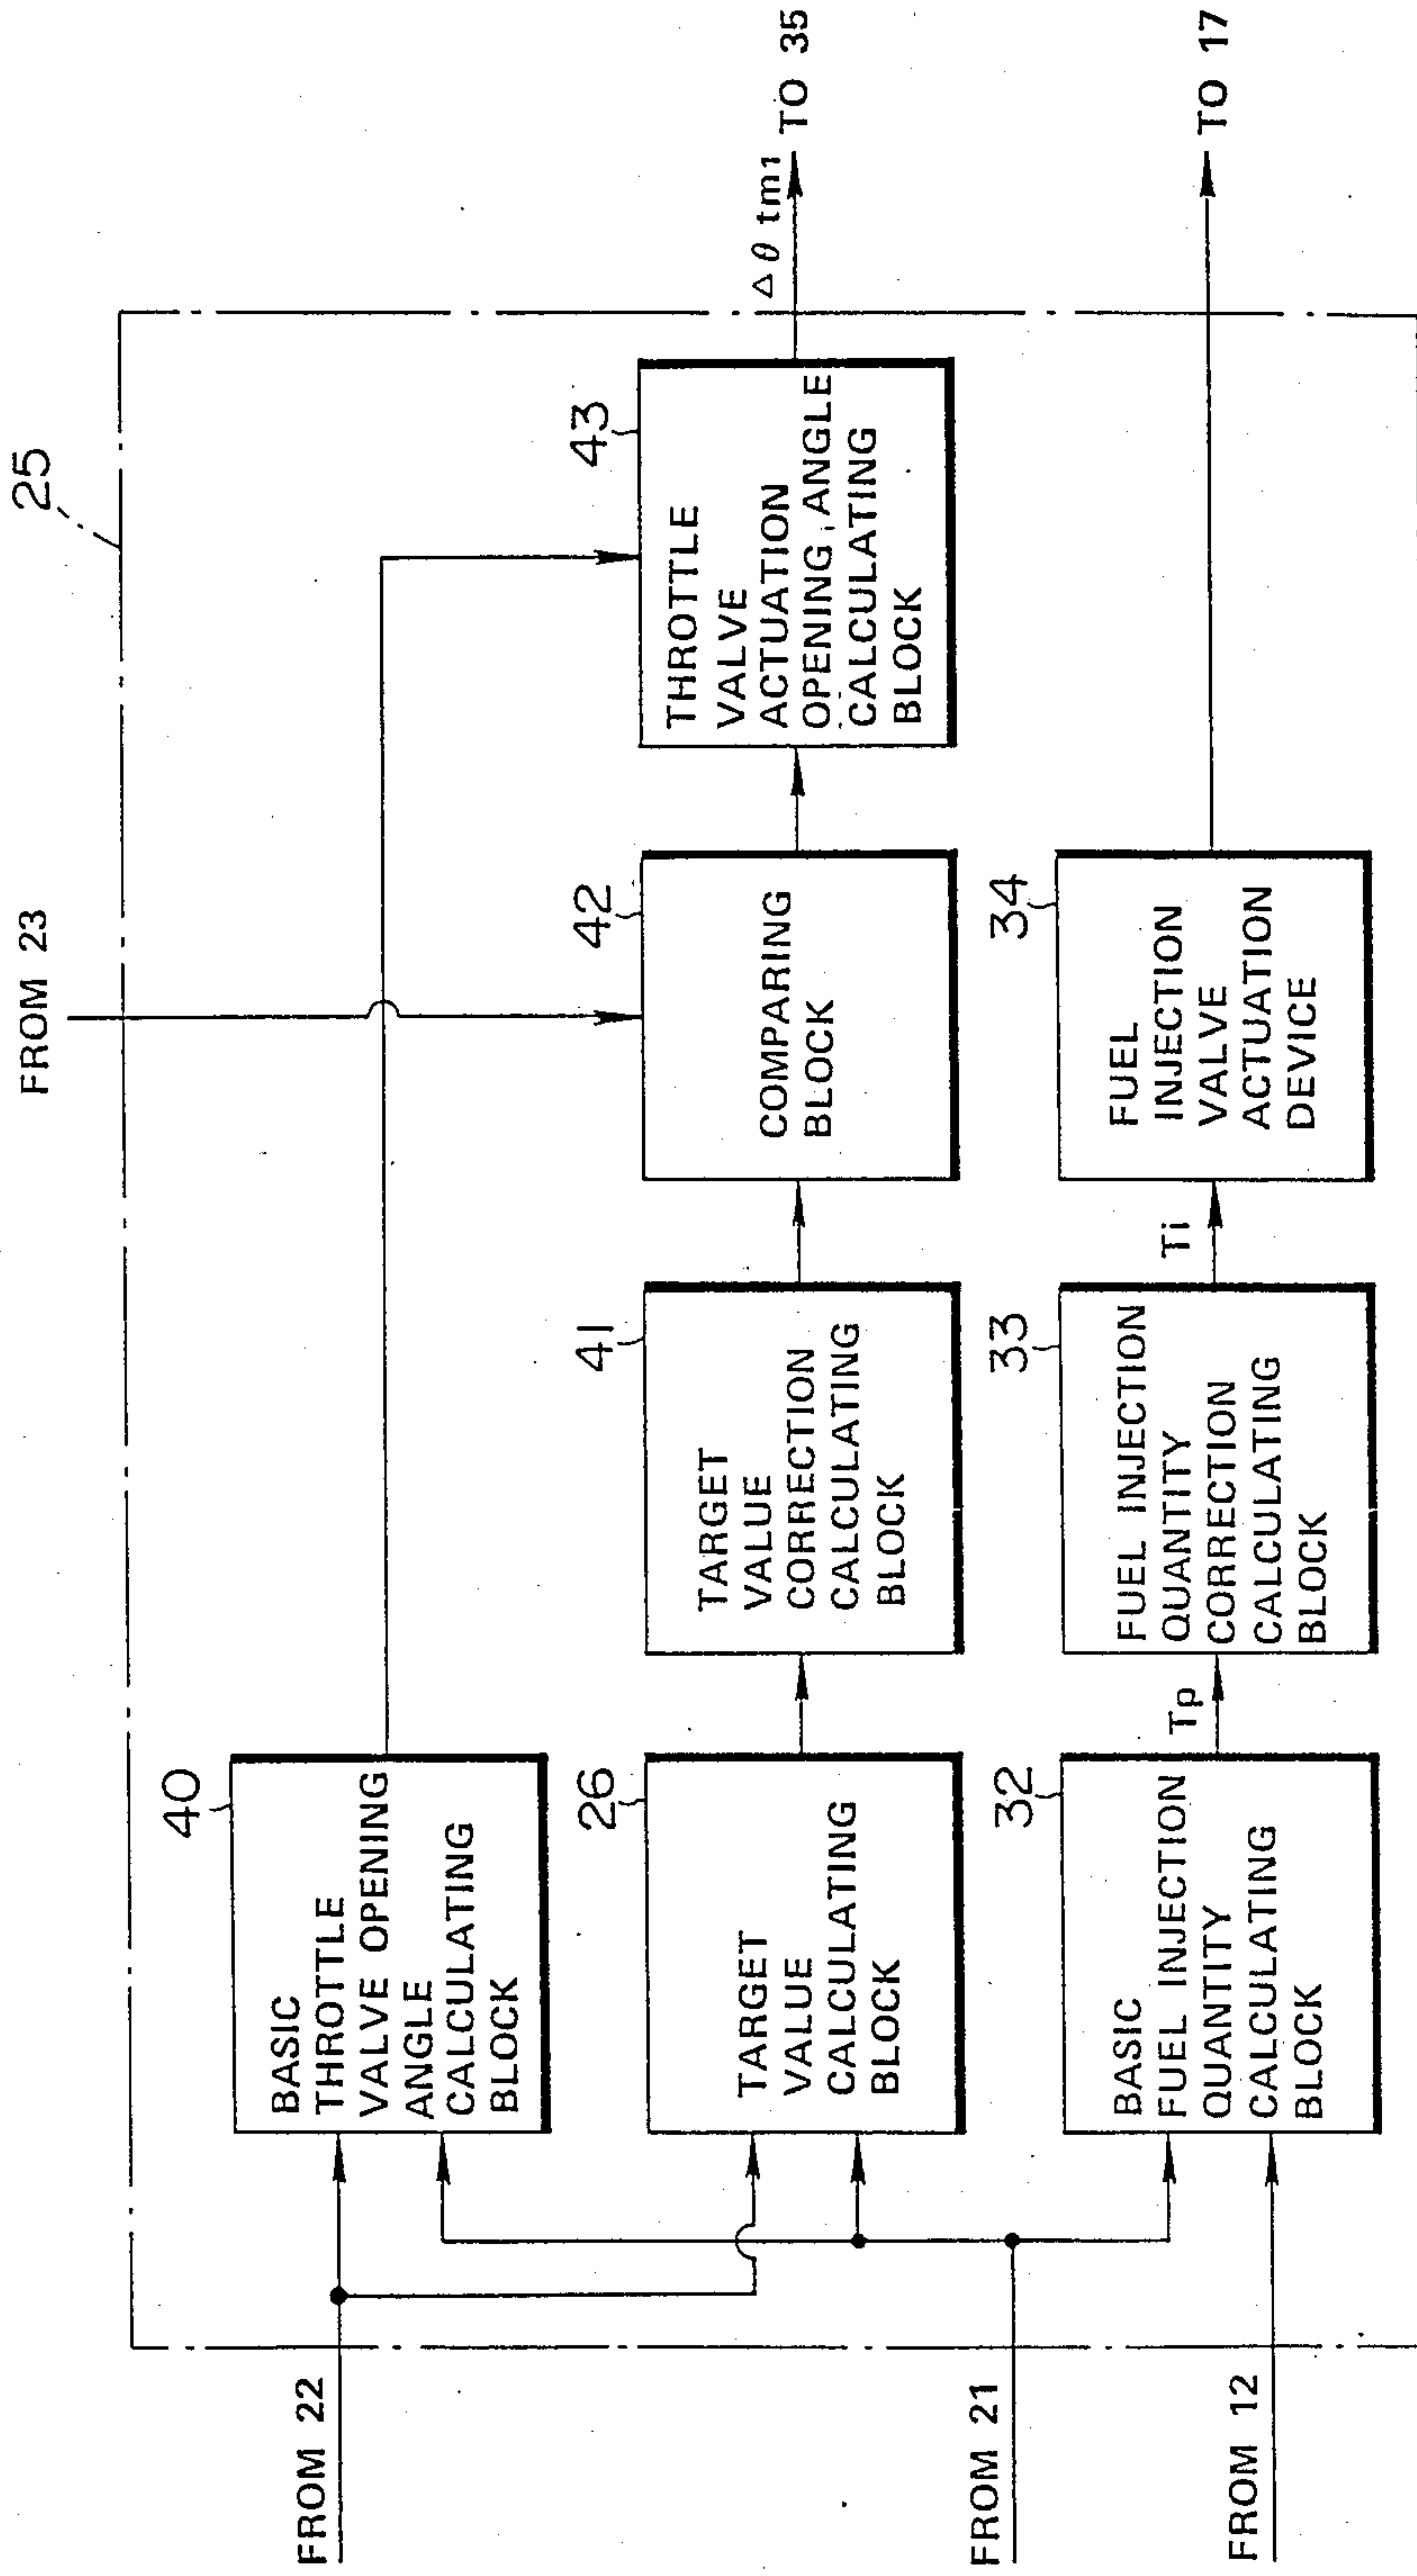 25
FROM 23
FROM 22
40
BASIC
THROTTLE
VALVE OPENING
ANGLE
CALCULATING
BLOCK
26
TARGET
VALUE
CALCULATING
BLOCK
41
TARGET
VALUE
CORRECTION
CALCULATING
BLOCK
42
COMPARING
BLOCK
43
THROTTLE
VALVE
ACTUATION
OPENING ANGLE
CALCULATING
BLOCK
Δθ tm1
TO 35
FROM 21
FROM 12
32
BASIC
FUEL INJECTION
QUANTITY
CALCULATING
BLOCK
Tp
33
FUEL INJECTION
QUANTITY
CORRECTION
CALCULATING
BLOCK
Ti
34
FUEL
INJECTION
VALVE
ACTUATION
DEVICE
TO 17